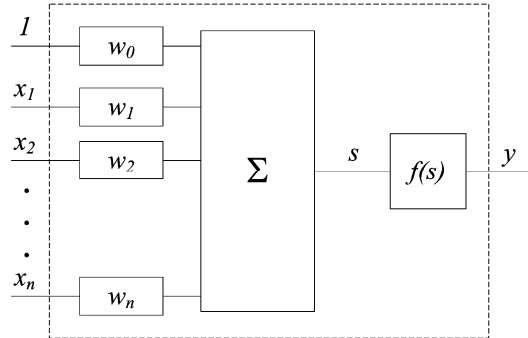 1
w₀
x₁
w₁
x₂
w₂
Σ
s
f(s)
y
xₙ
wₙ